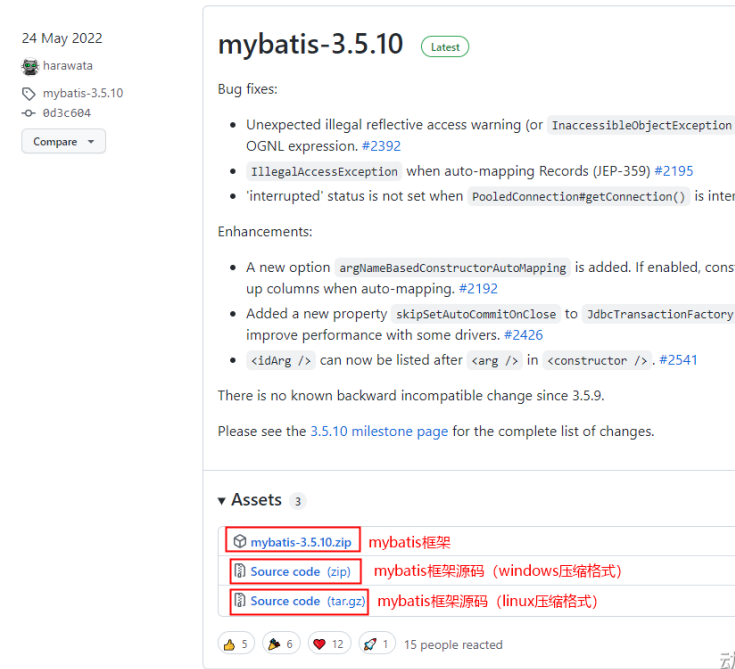 24 May 2022
harawata
mybatis-3.5.10
0d3c604
Compare
mybatis-3.5.10 Latest
Bug fixes:
Unexpected illegal reflective access warning (or InaccessibleObjectException
OGNL expression. #2392
IllegalAccessException when auto-mapping Records (JEP-359) #2195
'interrupted' status is not set when PooledConnection#getConnection() is
Enhancements:
A new option argNameBasedConstructorAutoMapping is added. If enabled,
up columns when auto-mapping. #2192
Added a new property skipSetAutoCommitOnClose to JdbcTransactionFactory
improve performance with some drivers. #2426
<idArg /> can now be listed after <arg /> in <constructor />. #2541
There is no known backward incompatible change since 3.5.9.
Please see the 3.5.10 milestone page for the complete list of changes.
Assets 3
mybatis-3.5.10.zip mybatis框架
Source code (zip) mybatis框架源码（windows压缩格式）
Source code (tar.gz) mybatis框架源码（linux压缩格式）
5 6 12 1 15 people reacted